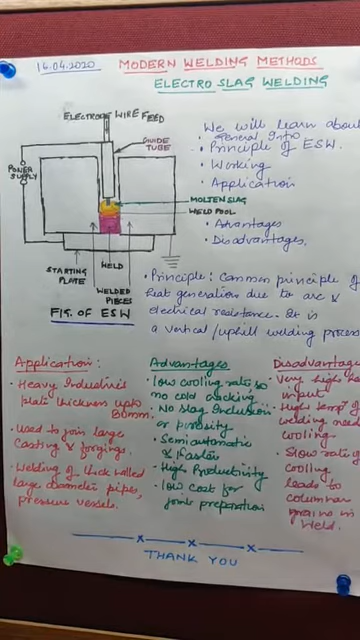 16.04.2020
MODERN WELDING METHODS
ELECTRO SLAG WELDING
ELECTRODE WIRE FEED
GUIDE
TUBE
POWER
SUPPLY
MOLTEN SLAG
WELD POOL
STARTING
PLATE
WELD
WELDED
PIECES
FIG. OF ESW
We will learn about
• General Intro
• Principle of ESW.
• Working
• Application
• Advantages
• Disadvantages,
• Principle: Common principle of
heat generation due to arc &
electrical resistance. It is
a vertical/uphill welding process
Application:
• Heavy Industries
plate thickness upto
80mm.
• Used to join large
casting & forgings.
• Welding of thick walled
large diameter pipes,
pressure vessels.
Advantages
• low cooling rate so
no cold cracking...
• No slag Inclusion
or porosity
• Semiautomatic
& Faster
• High Productivity
• low cost for
joint preparation
Disadvantage
• Very high
input
• High temp of
welding need
cooling
• Slow rate of
cooling
leads to
columnar
grains in
Weld.
THANK YOU